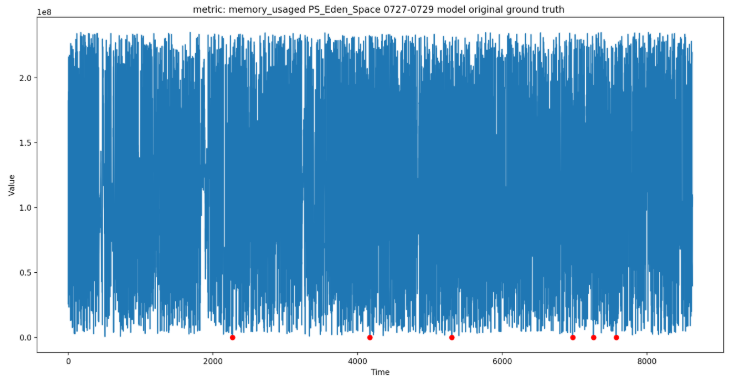 metric: memory_usaged PS_Eden_Space 0727-0729 model original ground truth
1e8
2.0
1.5
1.0
0.5
0.0
Value
0 2000 4000 6000 8000
Time